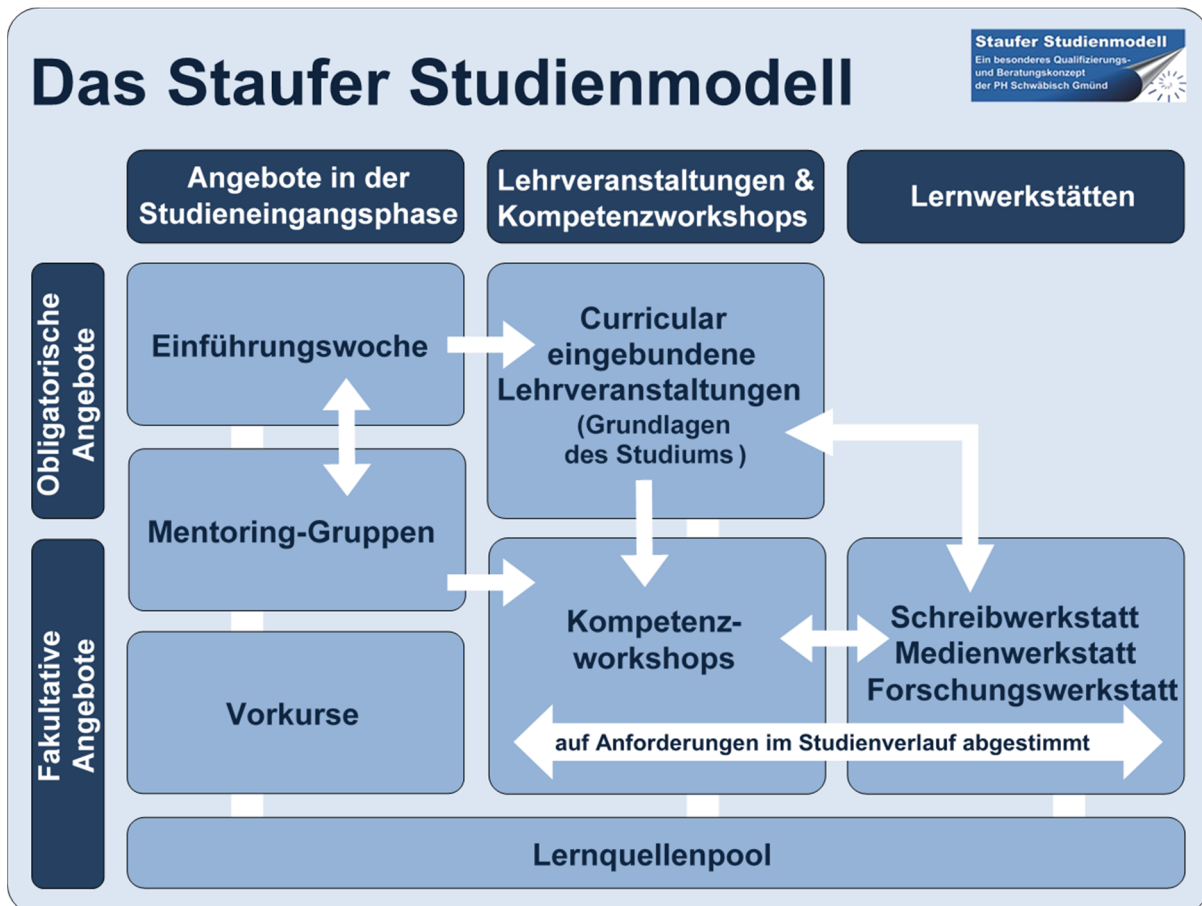 Das Staufer Studienmodell
Staufer Studienmodell
Ein besonderes Qualifizierungs-
und Beratungskonzept
der PH Schwäbisch Gmünd
Angebote in der
Studieneingangsphase
Lehrveranstaltungen &
Kompetenzworkshops
Lernwerkstätten
Obligatorische
Angebote
Einführungswoche
Curricular
eingebundene
Lehrveranstaltungen
(Grundlagen
des Studiums )
Mentoring-Gruppen
Fakultative
Angebote
Kompetenz-
workshops
Schreibwerkstatt
Medienwerkstatt
Forschungswerkstatt
Vorkurse
auf Anforderungen im Studienverlauf abgestimmt
Lernquellenpool